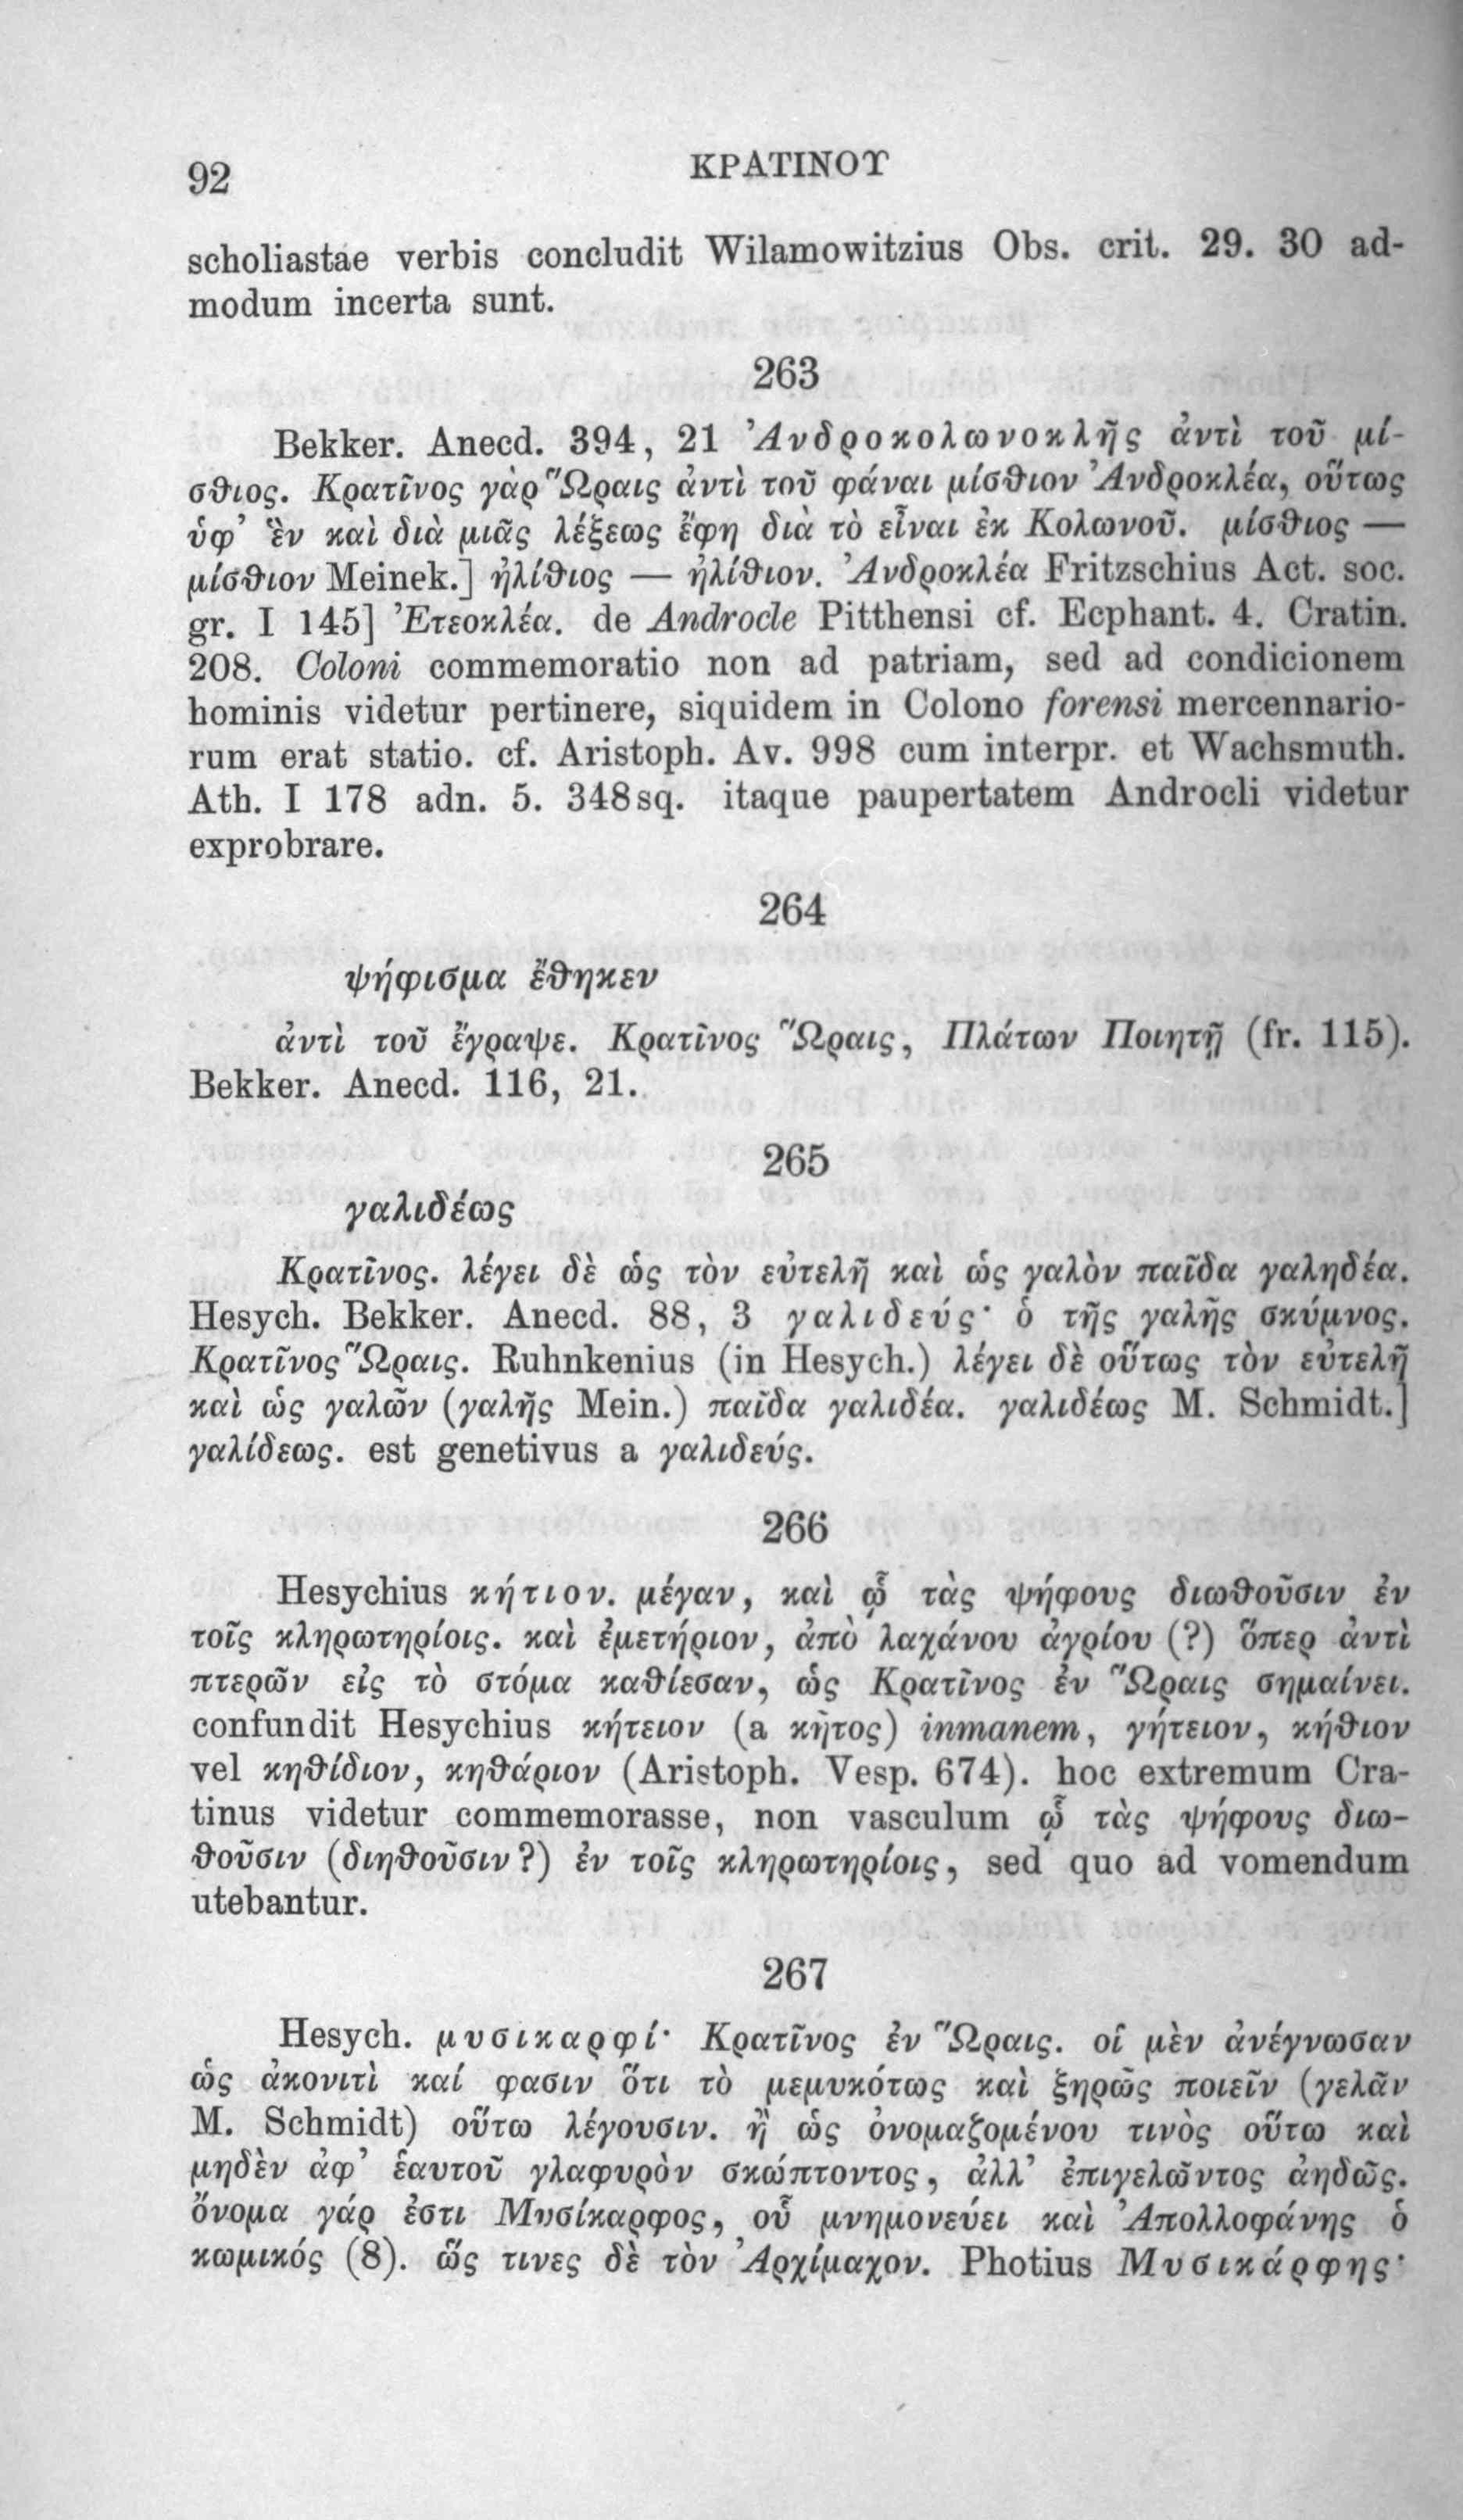 92
ΚΡΑΤΙΝΟΥ
scholiastae verbis concludit Wilamowitzius Obs. crit. 29. 30 ad-
modum incerta sunt.
263
Bekker. Anecd. 394, 21 Ἀνδροκολωνοκλῆς ἀντὶ τοῦ μί-
σθιος. Κρατῖνος γὰρ Ὥραις ἀντὶ τοῦ φάναι μίσθιον Ἀνδροκλέα, οὕτως
ὑφ’ ἓν καὶ διὰ μιᾶς λέξεως ἔφη διὰ τὸ εἶναι ἐκ Κολωνοῦ. μίσθιος —
μίσθιον Meinek.] ἠλίθιος — ἠλίθιον. Ἀνδροκλέα Fritzschius Act. soc.
gr. I 145] Ἐτεοκλέα. de Androcle Pitthensi cf. Ecphant. 4. Cratin.
208. Coloni commemoratio non ad patriam, sed ad condicionem
hominis videtur pertinere, siquidem in Colono forensi mercennario-
rum erat statio. cf. Aristoph. Av. 998 cum interpr. et Wachsmuth.
Ath. I 178 adn. 5. 348 sq. itaque paupertatem Androcli videtur
exprobrare.
264
ψήφισμα ἔθηκεν
ἀντὶ τοῦ ἔγραψε. Κρατῖνος Ὥραις, Πλάτων Ποιητῇ (fr. 115).
Bekker. Anecd. 116, 21.
265
γαλιδέως
Κρατῖνος. λέγει δὲ ὡς τὸν εὐτελῆ καὶ ὡς γαλὸν παῖδα γαληδέα.
Hesych. Bekker. Anecd. 88, 3 γαλιδεύς· ὁ τῆς γαλῆς σκύμνος.
Κρατῖνος Ὥραις. Ruhnkenius (in Hesych.) λέγει δὲ οὕτως τὸν εὐτελῆ
καὶ ὡς γαλῶν (γαλῆς Mein.) παῖδα γαλιδέα. γαλιδέως M. Schmidt.]
γαλίδεως. est genetivus a γαλιδεύς.
266
Hesychius κήτιον. μέγαν, καὶ ᾧ τὰς ψήφους διωθοῦσιν ἐν
τοῖς κληρωτηρίοις. καὶ ἐμετήριον, ἀπὸ λαχάνου ἀγρίου (?) ὅπερ ἀντὶ
πτερῶν εἰς τὸ στόμα καθίεσαν, ὡς Κρατῖνος ἐν Ὥραις σημαίνει.
confundit Hesychius κήτειον (a κῆτος) inmanem, γήτειον, κήθιον
vel κηθίδιον, κηθάριον (Aristoph. Vesp. 674). hoc extremum Cra-
tinus videtur commemorasse, non vasculum ᾧ τὰς ψήφους διω-
θοῦσιν (διηθοῦσιν?) ἐν τοῖς κληρωτηρίοις, sed quo ad vomendum
utebantur.
267
Hesych. μυσικαρφί· Κρατῖνος ἐν Ὥραις. οἱ μὲν ἀνέγνωσαν
ὡς ἀκονιτὶ καί φασιν ὅτι τὸ μεμυκότως καὶ ξηρῶς ποιεῖν (γελᾶν
M. Schmidt) οὕτω λέγουσιν. ἢ ὡς ὀνομαζομένου τινὸς οὕτω καὶ
μηδὲν ἀφ’ ἑαυτοῦ γλαφυρὸν σκώπτοντος, ἀλλ’ ἐπιγελῶντος ἀηδῶς.
ὄνομα γάρ ἐστι Μυσίκαρφος, οὗ μνημονεύει καὶ Ἀπολλοφάνης ὁ
κωμικός (8). ὥς τινες δὲ τὸν Ἀρχίμαχον. Photius Μυσικάρφης·